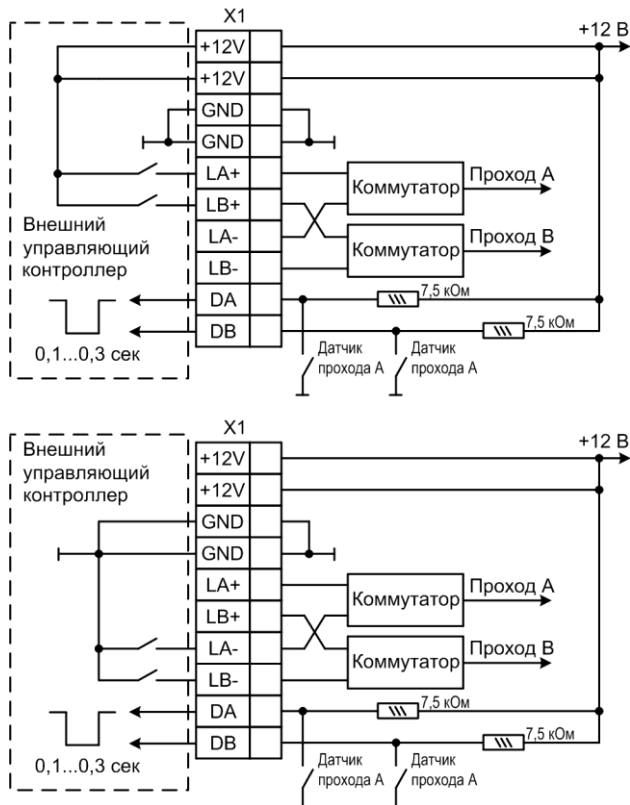 X1
+12V
+12 В
+12V
GND
GND
LA+
Коммутатор
Проход А
LB+
Внешний
управляющий
контроллер
LA-
Коммутатор
Проход В
LB-
DA
7,5 кОм
DB
7,5 кОм
0,1...0,3 сек
Датчик
прохода А
Датчик
прохода А
X1
Внешний
управляющий
контроллер
+12V
+12 В
+12V
GND
GND
LA+
Коммутатор
Проход А
LB+
LA-
Коммутатор
Проход В
LB-
DA
7,5 кОм
DB
7,5 кОм
0,1...0,3 сек
Датчик
прохода А
Датчик
прохода А